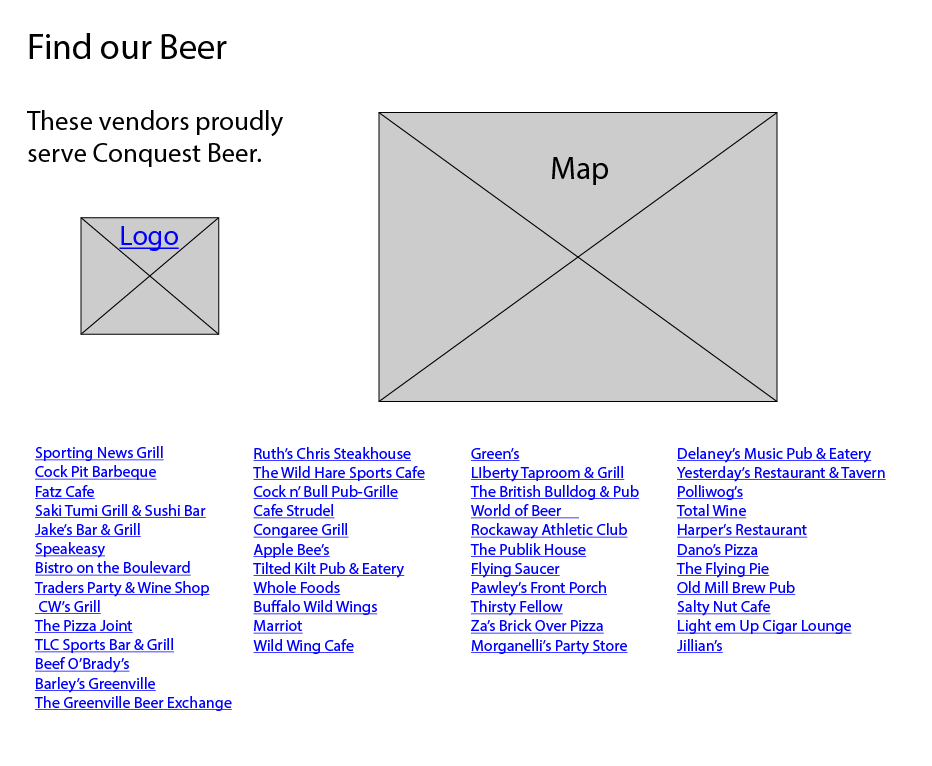 Find our Beer
These vendors proudly
serve Conquest Beer.
Logo
Map
Sporting News Grill
Cock Pit Barbeque
Fatz Cafe
Saki Tumi Grill & Sushi Bar
Jake's Bar & Grill
Speakeasy
Bistro on the Boulevard
Traders Party & Wine Shop
CW's Grill
The Pizza Joint
TLC Sports Bar & Grill
Beef O'Brady's
Barley's Greenville
The Greenville Beer Exchange
Ruth's Chris Steakhouse
The Wild Hare Sports Cafe
Cock n' Bull Pub-Grille
Cafe Strudel
Congaree Grill
Apple Bee's
Tilted Kilt Pub & Eatery
Whole Foods
Buffalo Wild Wings
Marriot
Wild Wing Cafe
Green's
LIberty Taproom & Grill
The British Bulldog & Pub
World of Beer
Rockaway Athletic Club
The Publik House
Flying Saucer
Pawley's Front Porch
Thirsty Fellow
Za's Brick Over Pizza
Morganelli's Party Store
Delaney's Music Pub & Eatery
Yesterday's Restaurant & Tavern
Polliwog's
Total Wine
Harper's Restaurant
Dano's Pizza
The Flying Pie
Old Mill Brew Pub
Salty Nut Cafe
Light em Up Cigar Lounge
Jillian's